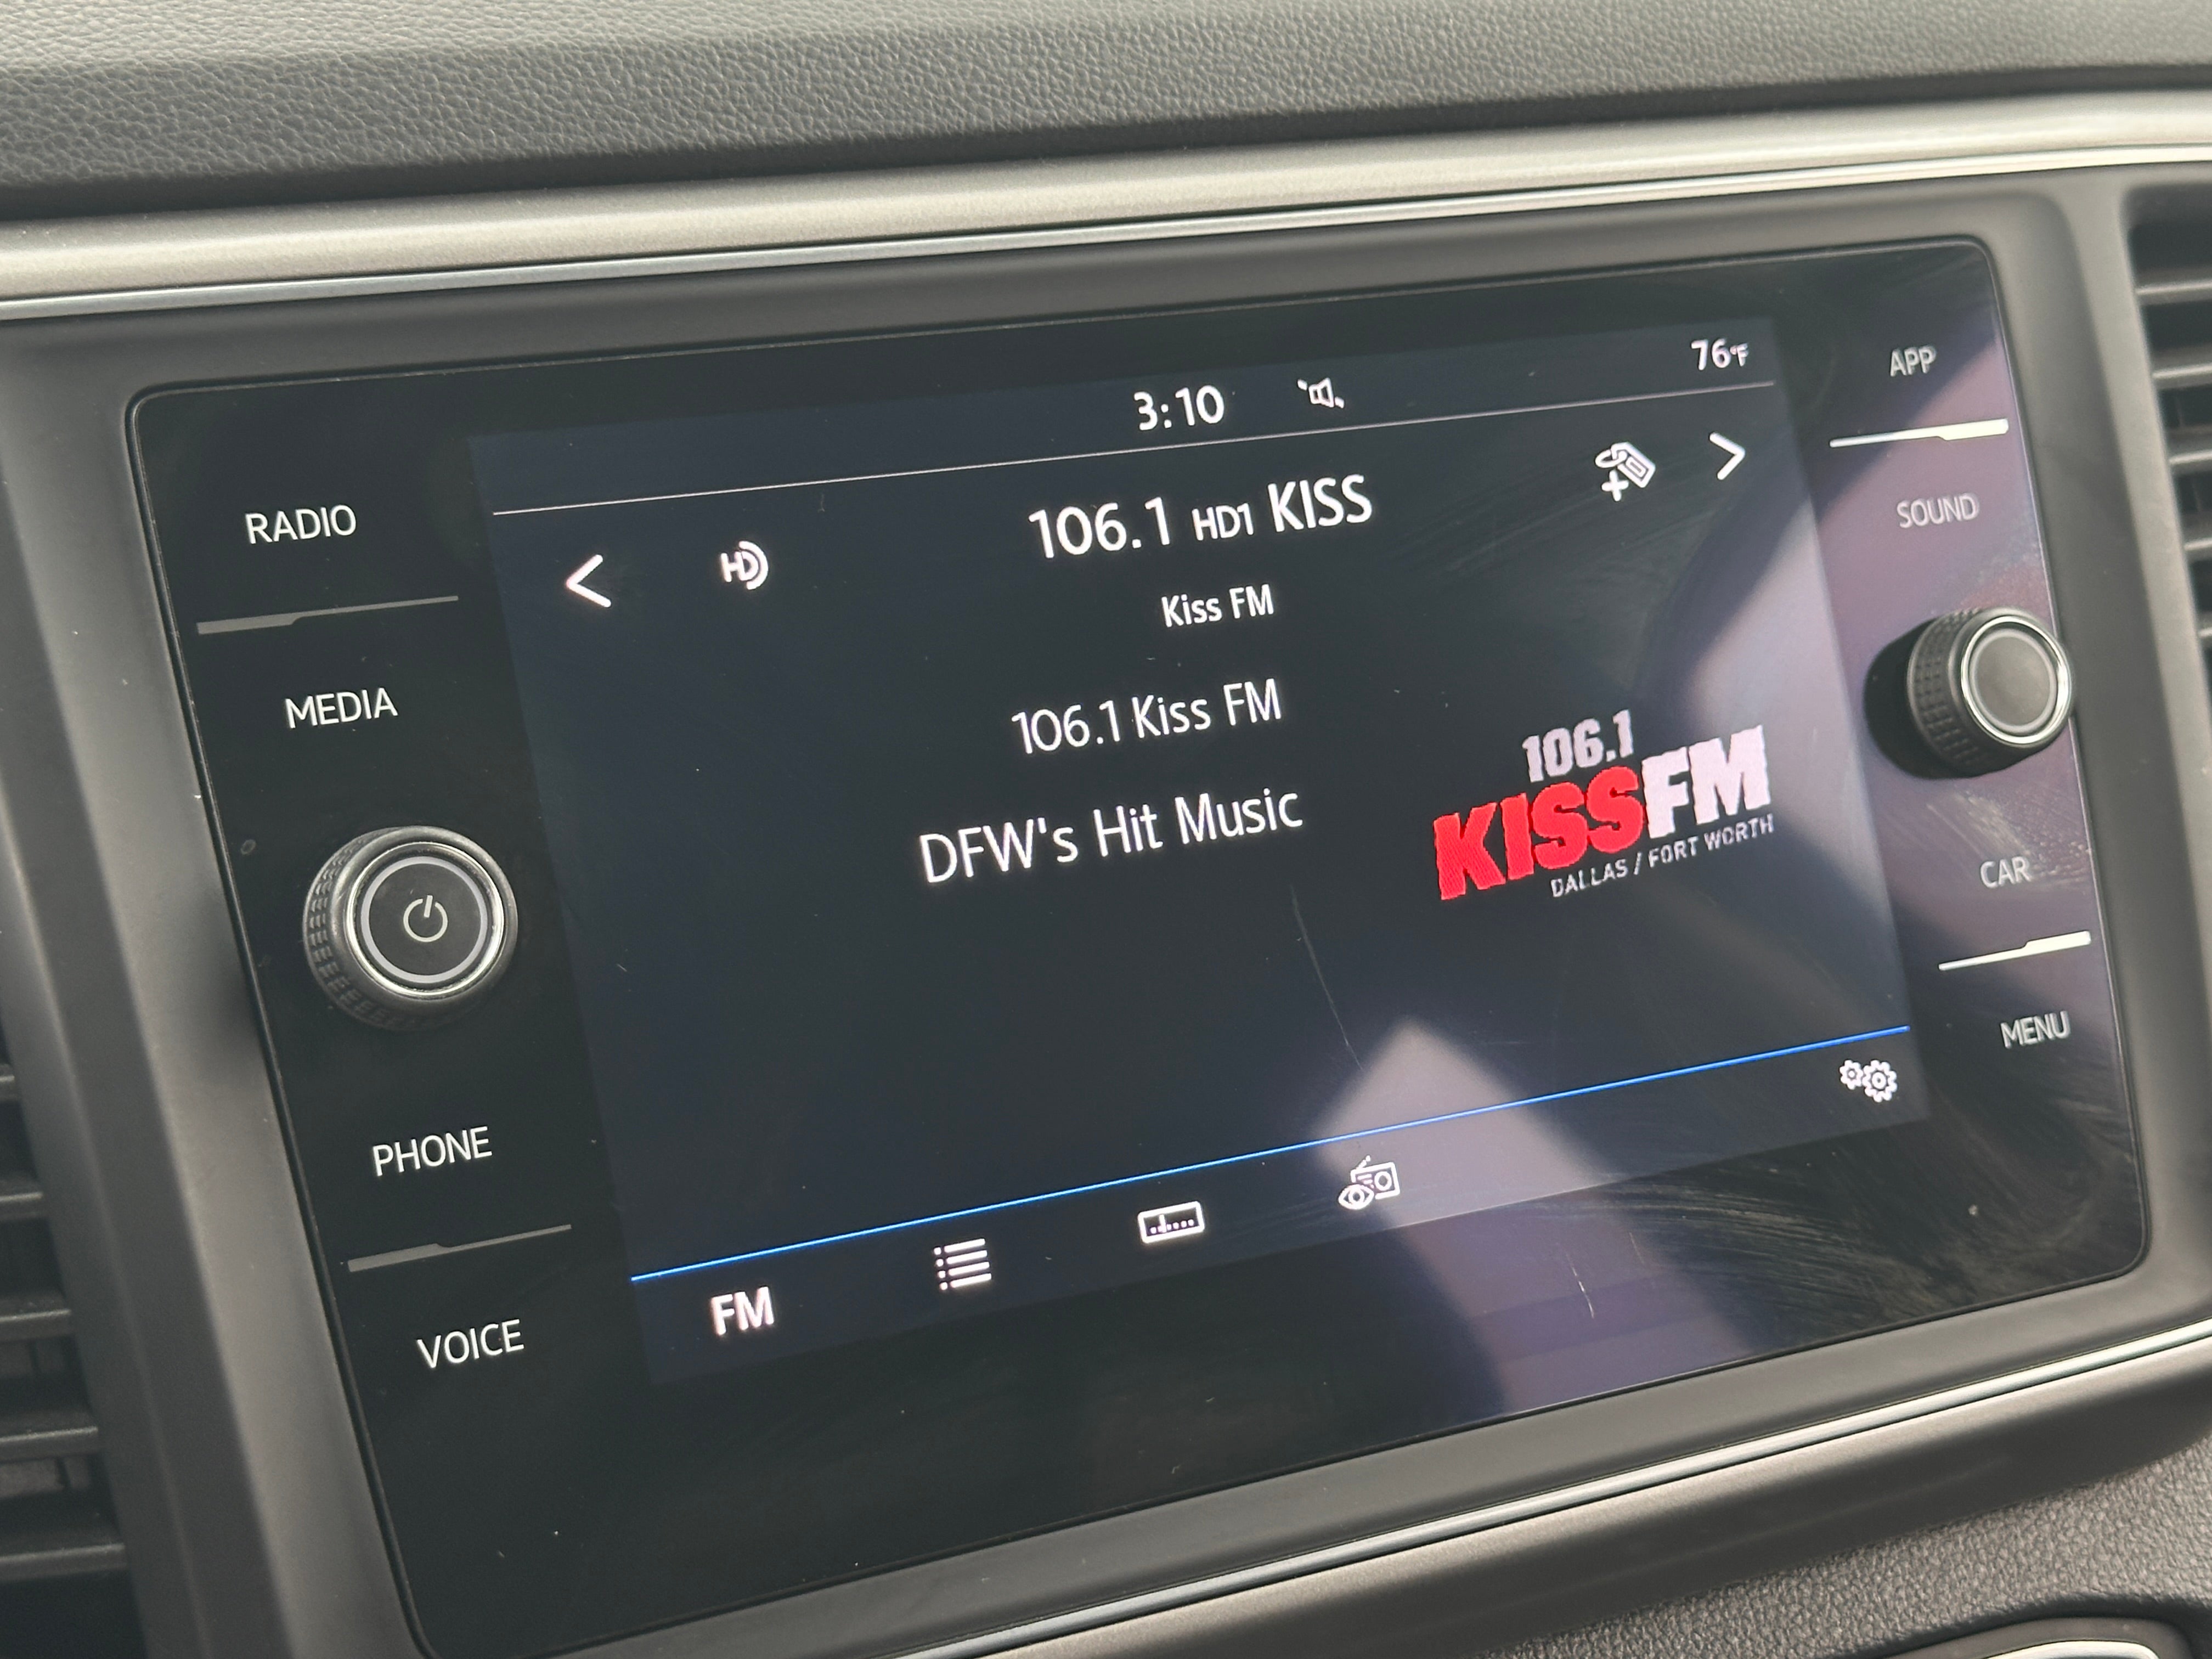 3:10
76°F
106.1 HD1 KISS
HD
Kiss FM
106.1 Kiss FM
DFW's Hit Music
106.1
KISSFM
DALLAS / FORT WORTH
FM
RADIO
MEDIA
PHONE
VOICE
APP
SOUND
CAR
MENU